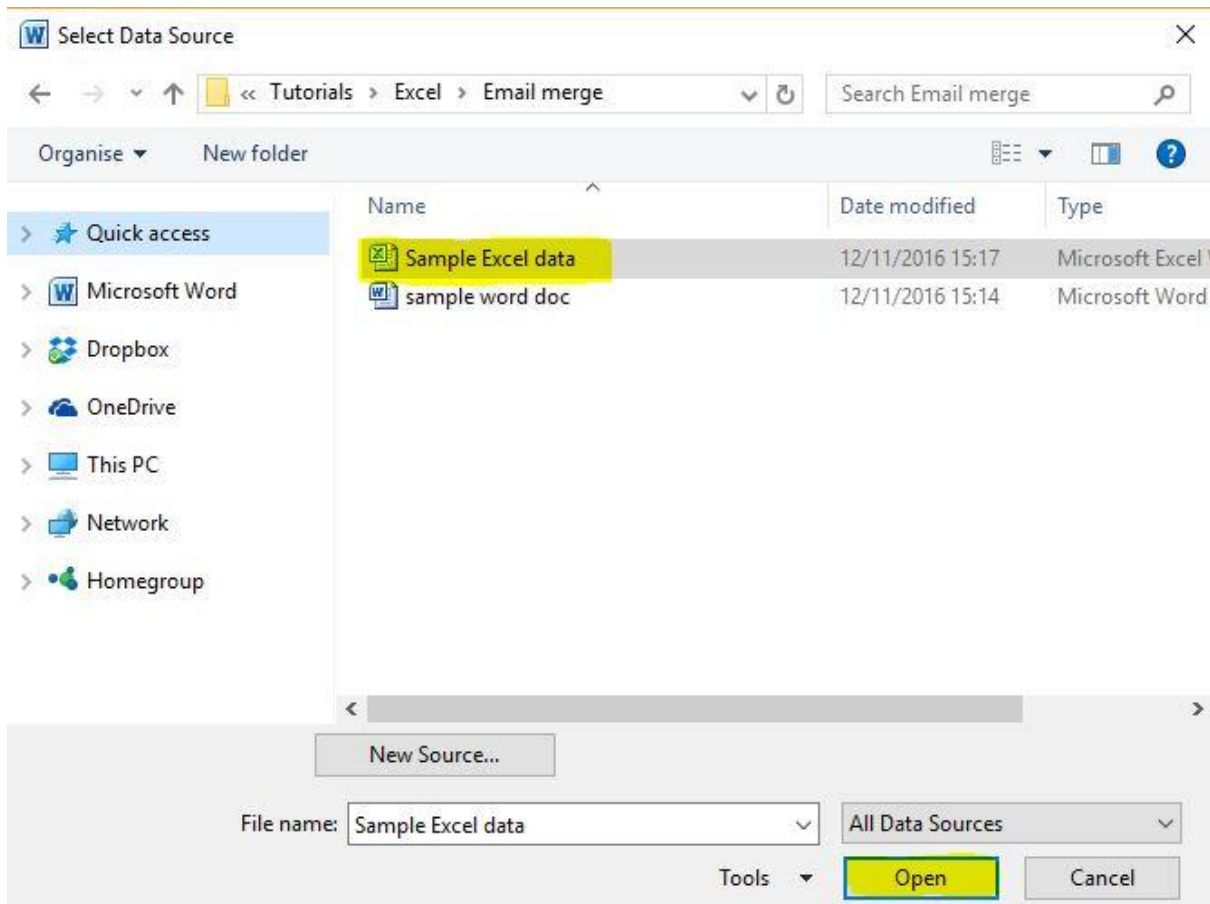 Select Data Source
« Tutorials > Excel > Email merge
Search Email merge
Organise
New folder
Name
Date modified
Type
Quick access
Sample Excel data
12/11/2016 15:17
Microsoft Excel
Microsoft Word
sample word doc
12/11/2016 15:14
Microsoft Word
Dropbox
OneDrive
This PC
Network
Homegroup
New Source...
File name:
Sample Excel data
All Data Sources
Tools
Open
Cancel